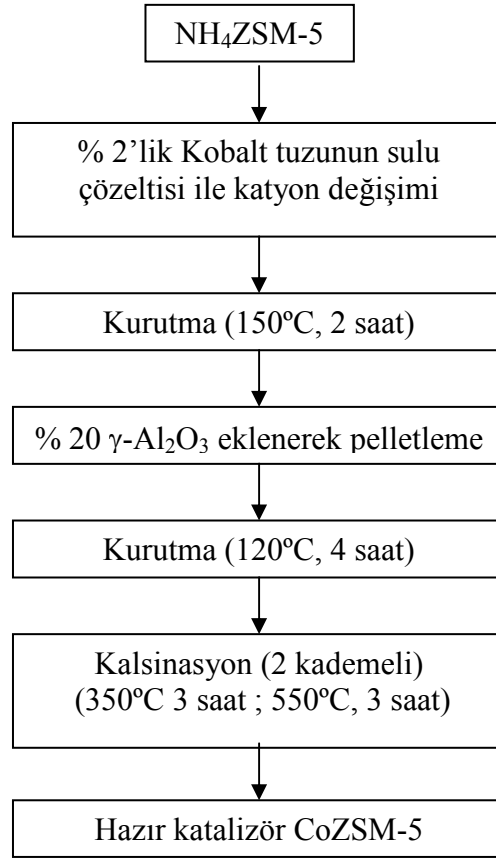 NH₄ZSM-5
% 2’lik Kobalt tuzunun sulu
çözeltisi ile katyon değişimi
Kurutma (150ºC, 2 saat)
% 20 γ-Al₂O₃ eklenerek pelletleme
Kurutma (120ºC, 4 saat)
Kalsinasyon (2 kademeli)
(350ºC 3 saat ; 550ºC, 3 saat)
Hazır katalizör CoZSM-5